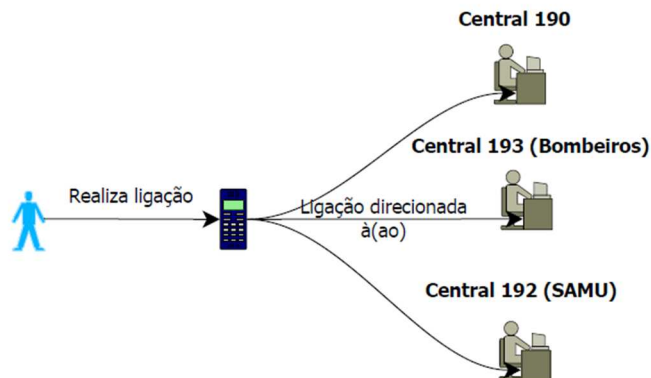 Central 190
Central 193 (Bombeiros)
Realiza ligação
Ligação direcionada
à(ao)
Central 192 (SAMU)